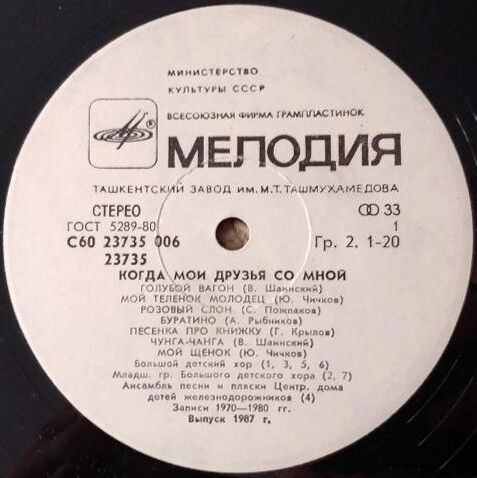 МИНИСТЕРСТВО
КУЛЬТУРЫ СССР
ВСЕСОЮЗНАЯ ФИРМА ГРАМПЛАСТИНОК
МЕЛОДИЯ
ТАШКЕНТСКИЙ ЗАВОД ИМ. М.Т. ТАШМУХАМЕДОВА
СТЕРЕО 33
ГОСТ 5289-80 1
С60 23735 006 Гр. 2. 1-20
23735
КОГДА МОИ ДРУЗЬЯ СО МНОЙ
ГОЛУБОЙ ВАГОН (В. Шаинский)
МОЙ ТЕЛЕНОК МОЛОДЕЦ (Ю. Чичков)
РОЗОВЫЙ СЛОН (С. Пожлаков)
БУРАТИНО (А. Рыбников)
ПЕСЕНКА ПРО КНИЖКУ (Г. Крылов)
ЧУНГА-ЧАНГА (В. Шаинский)
МОЙ ЩЕНОК (Ю. Чичков)
Большой детский хор (1, 3, 5, 6)
Младш. гр. Большого детского хора (2, 7)
Ансамбль песни и пляски Центр. дома
детей железнодорожников (4)
Записи 1970—1980 гг.
Выпуск 1987 г.